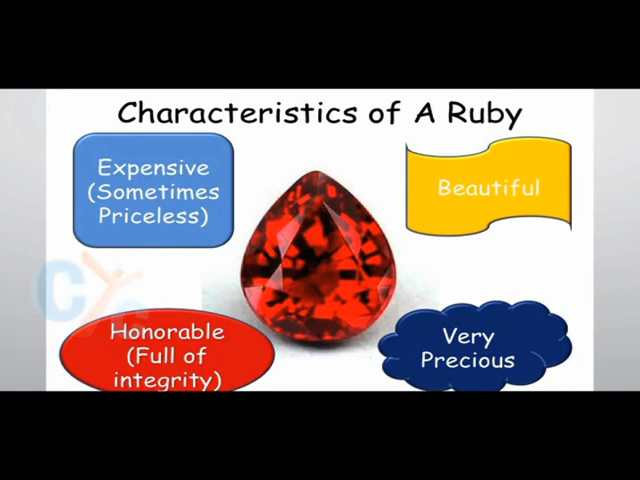 Characteristics of A Ruby
Expensive
(Sometimes
Priceless)
Beautiful
Honorable
(Full of
integrity)
Very
Precious